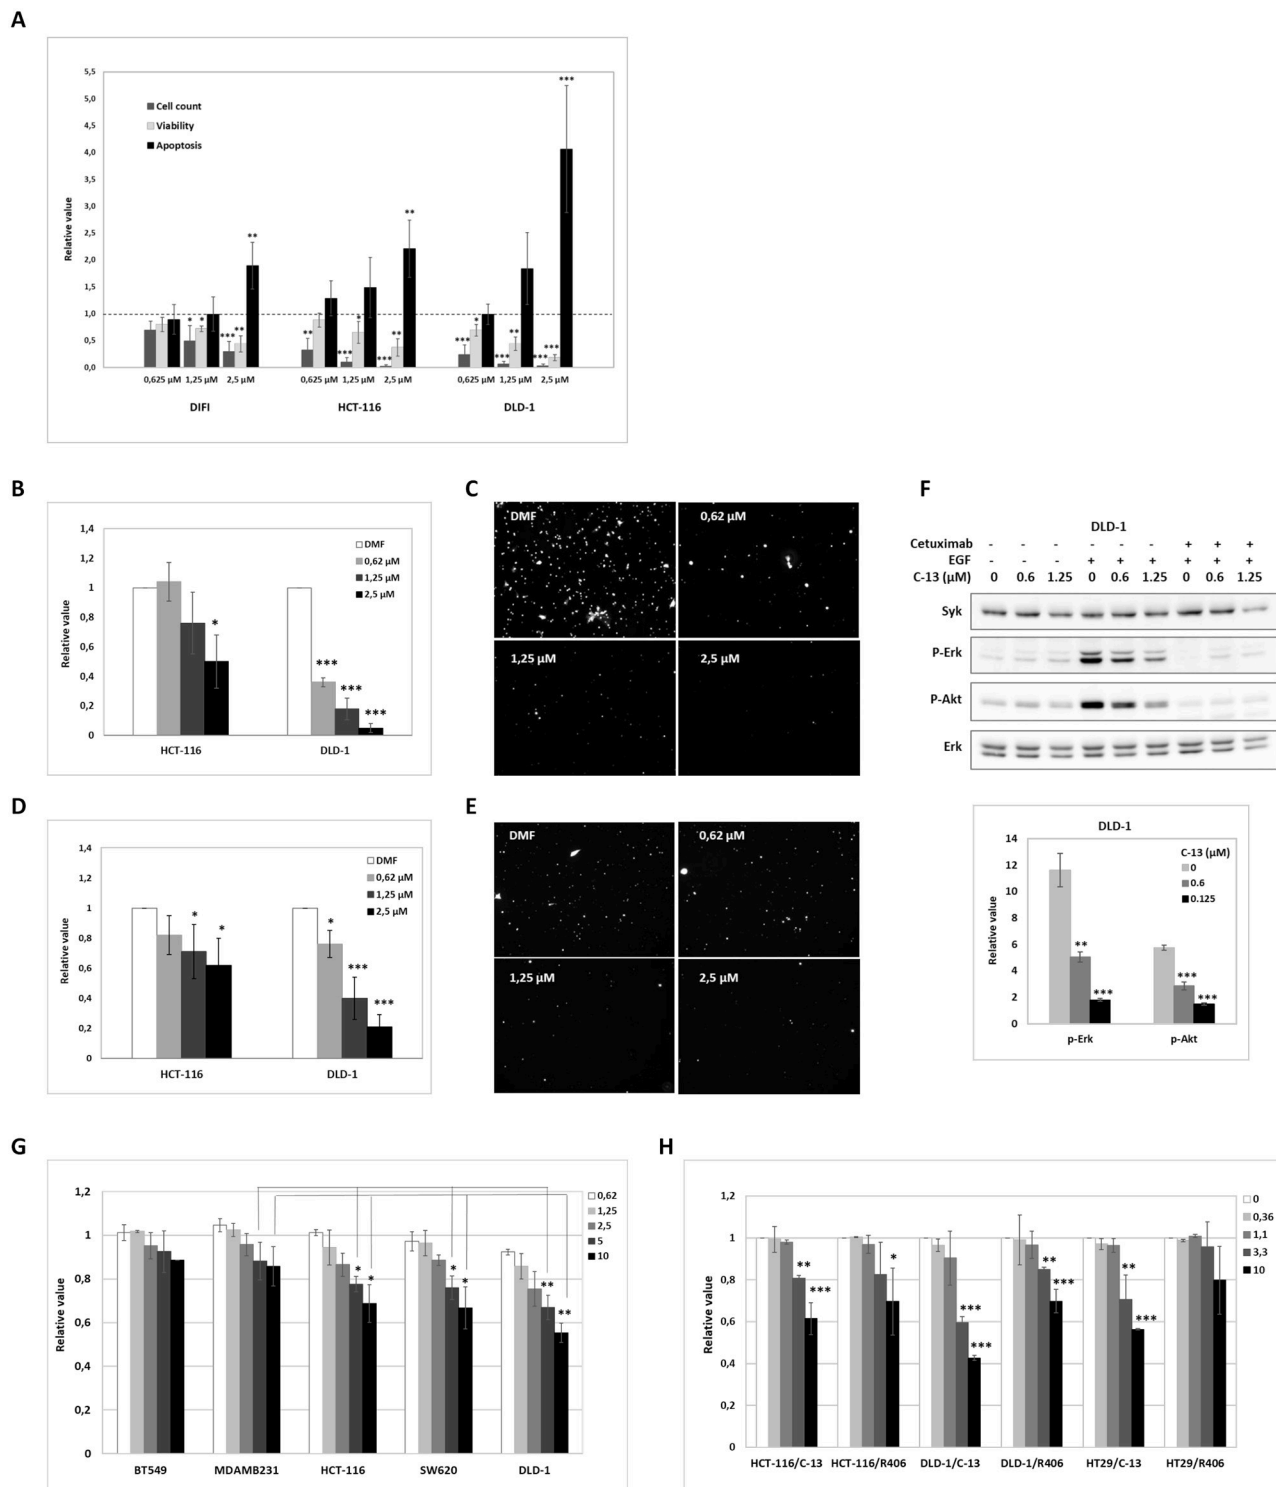 A
5,5
5,0
4,5
4,0
3,5
3,0
2,5
2,0
1,5
1,0
0,5
0,0
Relative value
Cell count
Viability
Apoptosis
** * * *** ** ** ** *** * *** ** ** *** * *** ** *** *** ***
0,625 µM 1,25 µM 2,5 µM 0,625 µM 1,25 µM 2,5 µM 0,625 µM 1,25 µM 2,5 µM
DIFI HCT-116 DLD-1
B
1,4
1,2
1
0,8
0,6
0,4
0,2
0
Relative value
DMF
0,62 µM
1,25 µM
2,5 µM
* *** *** ***
HCT-116 DLD-1
C
DMF 0,62 µM
1,25 µM 2,5 µM
F
DLD-1
Cetuximab - - - - - - + + +
EGF - - - + + + + + +
C-13 (µM) 0 0.6 1.25 0 0.6 1.25 0 0.6 1.25
Syk
P-Erk
P-Akt
Erk
DLD-1
14
12
10
8
6
4
2
0
Relative value
C-13 (µM)
0
0.6
0.125
** *** *** ***
p-Erk p-Akt
D
1,4
1,2
1
0,8
0,6
0,4
0,2
0
Relative value
DMF
0,62 µM
1,25 µM
2,5 µM
* * * *** ***
HCT-116 DLD-1
E
DMF 0,62 µM
1,25 µM 2,5 µM
G
1,2
1
0,8
0,6
0,4
0,2
0
Relative value
0,62
1,25
2,5
5
10
* * * * ** **
BT549 MDAMB231 HCT-116 SW620 DLD-1
H
1,2
1
0,8
0,6
0,4
0,2
0
Relative value
0
0,36
1,1
3,3
10
** *** * *** *** ** *** ** ***
HCT-116/C-13 HCT-116/R406 DLD-1/C-13 DLD-1/R406 HT29/C-13 HT29/R406